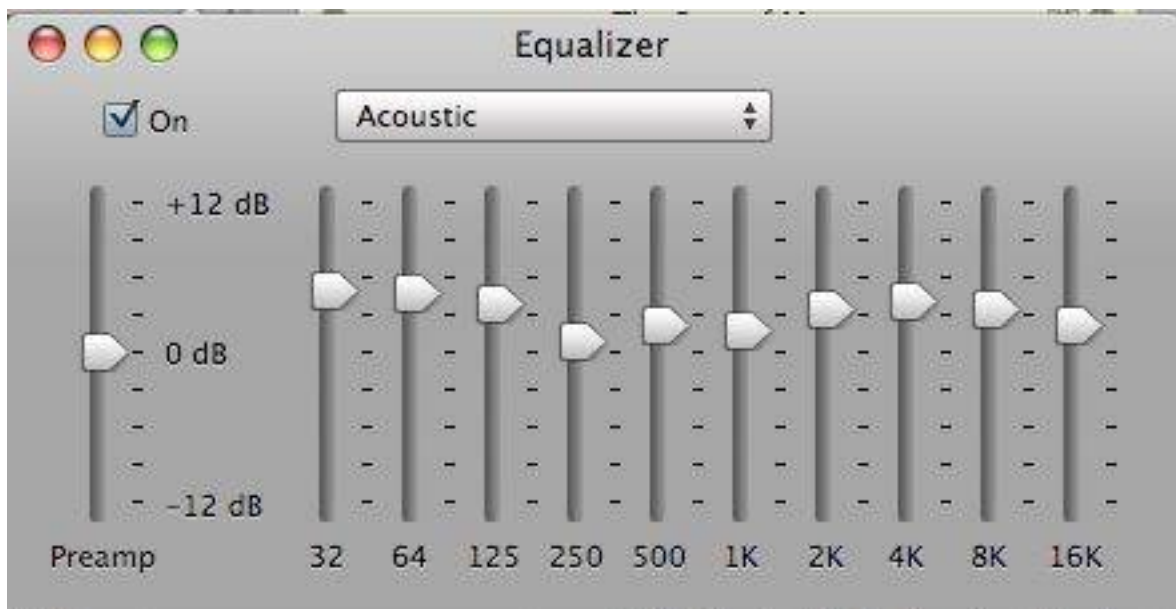 Equalizer
On
Acoustic
+12 dB
0 dB
-12 dB
Preamp 32 64 125 250 500 1K 2K 4K 8K 16K